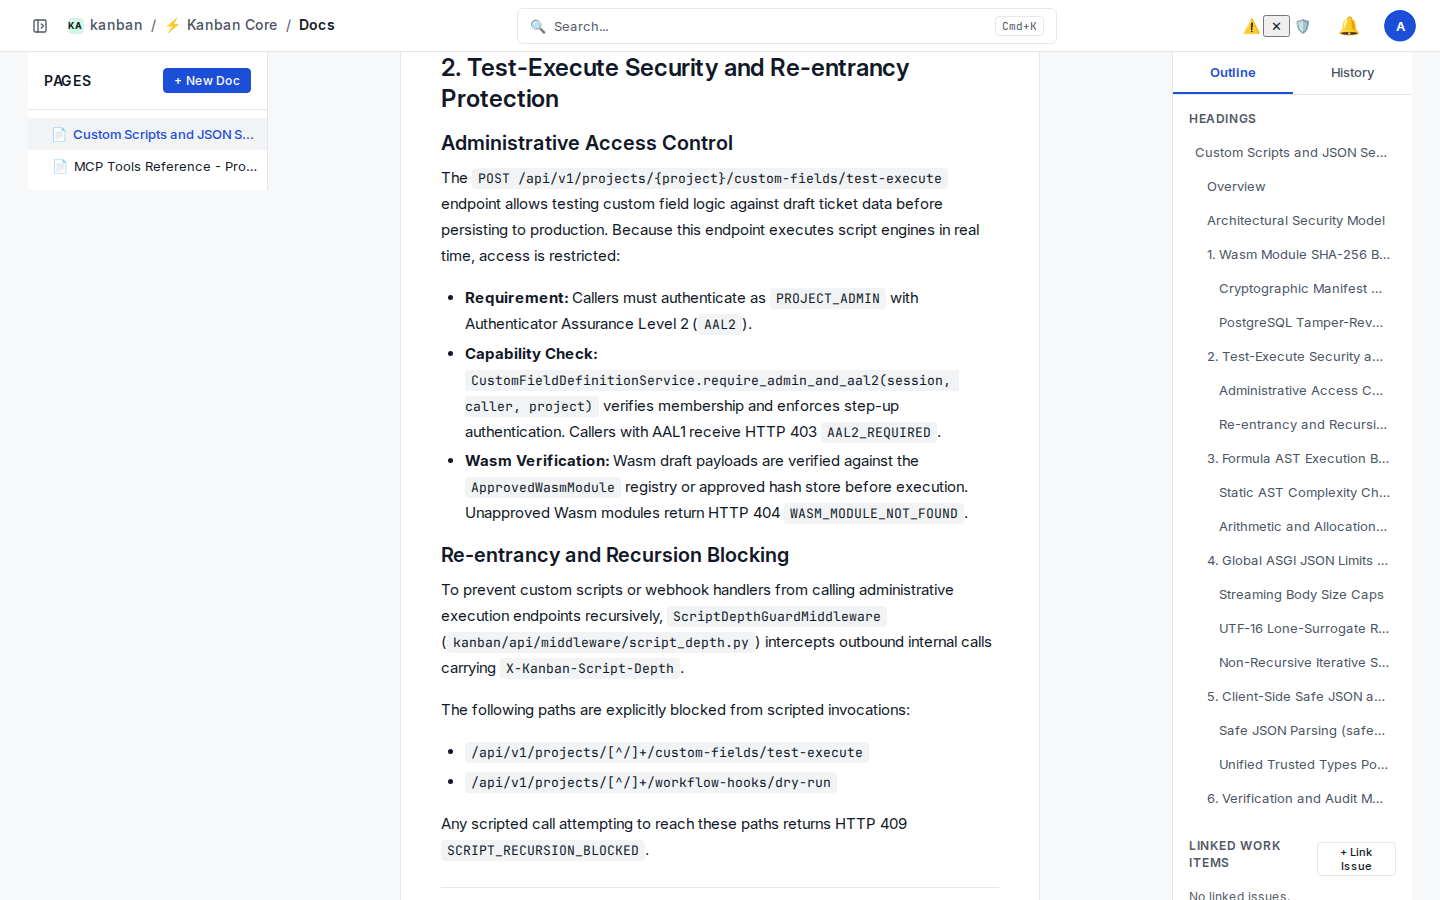 KA kanban / ⚡ Kanban Core / Docs
Search...
Cmd+K
A
PAGES
+ New Doc
Custom Scripts and JSON S...
MCP Tools Reference - Pro...
2. Test-Execute Security and Re-entrancy
Protection
Administrative Access Control
The POST /api/v1/projects/{project}/custom-fields/test-execute
endpoint allows testing custom field logic against draft ticket data before
persisting to production. Because this endpoint executes script engines in real
time, access is restricted:
• Requirement: Callers must authenticate as PROJECT_ADMIN with
Authenticator Assurance Level 2 ( AAL2 ).
• Capability Check:
CustomFieldDefinitionService.require_admin_and_aal2(session,
caller, project) verifies membership and enforces step-up
authentication. Callers with AAL1 receive HTTP 403 AAL2_REQUIRED .
• Wasm Verification: Wasm draft payloads are verified against the
ApprovedWasmModule registry or approved hash store before execution.
Unapproved Wasm modules return HTTP 404 WASM_MODULE_NOT_FOUND .
Re-entrancy and Recursion Blocking
To prevent custom scripts or webhook handlers from calling administrative
execution endpoints recursively, ScriptDepthGuardMiddleware
( kanban/api/middleware/script_depth.py ) intercepts outbound internal calls
carrying X-Kanban-Script-Depth .
The following paths are explicitly blocked from scripted invocations:
• /api/v1/projects/[^/]+/custom-fields/test-execute
• /api/v1/projects/[^/]+/workflow-hooks/dry-run
Any scripted call attempting to reach these paths returns HTTP 409
SCRIPT_RECURSION_BLOCKED .
Outline
History
HEADINGS
Custom Scripts and JSON Se...
Overview
Architectural Security Model
1. Wasm Module SHA-256 B...
Cryptographic Manifest ...
PostgreSQL Tamper-Rev...
2. Test-Execute Security a...
Administrative Access C...
Re-entrancy and Recursi...
3. Formula AST Execution B...
Static AST Complexity Ch...
Arithmetic and Allocation...
4. Global ASGI JSON Limits ...
Streaming Body Size Caps
UTF-16 Lone-Surrogate R...
Non-Recursive Iterative S...
5. Client-Side Safe JSON a...
Safe JSON Parsing (safe...
Unified Trusted Types Po...
6. Verification and Audit M...
LINKED WORK
ITEMS
+ Link
Issue
No linked issues.